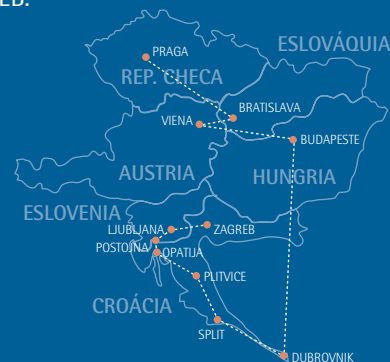 PRAGA
ESLOVÁQUIA
REP. CHECA
BRATISLAVA
VIENA
BUDAPESTE
AUSTRIA
HUNGRIA
ESLOVENIA
LJUBLJANA
ZAGREB
POSTOJNA
OPATIJA
PLITVICE
CROÁCIA
SPLIT
DUBROVNIK